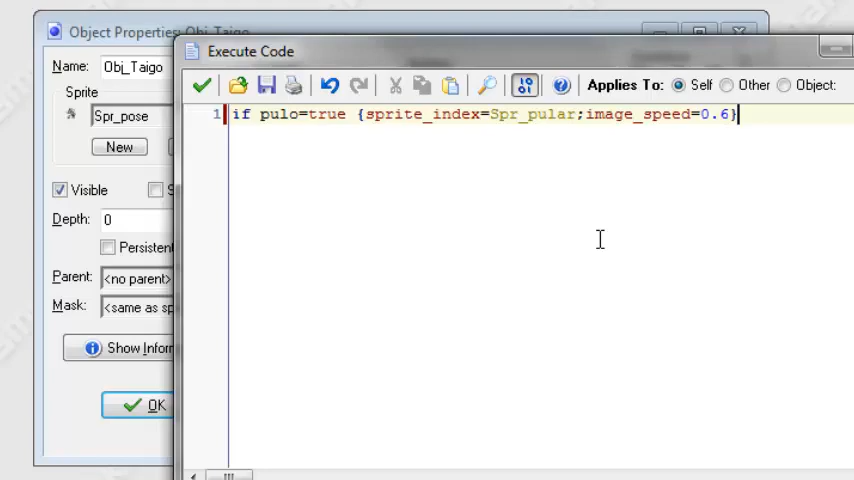 Object Properties: Obj_Taigo
Execute Code
Name: Obj_Taigo
Applies To: Self Other Object:
Sprite
1 if pulo=true {sprite_index=Spr_pular;image_speed=0.6}
Spr_pose
New
Visible
Depth: 0
Persistent
Parent: <no parent>
Mask: <same as sp
Show Inform
OK